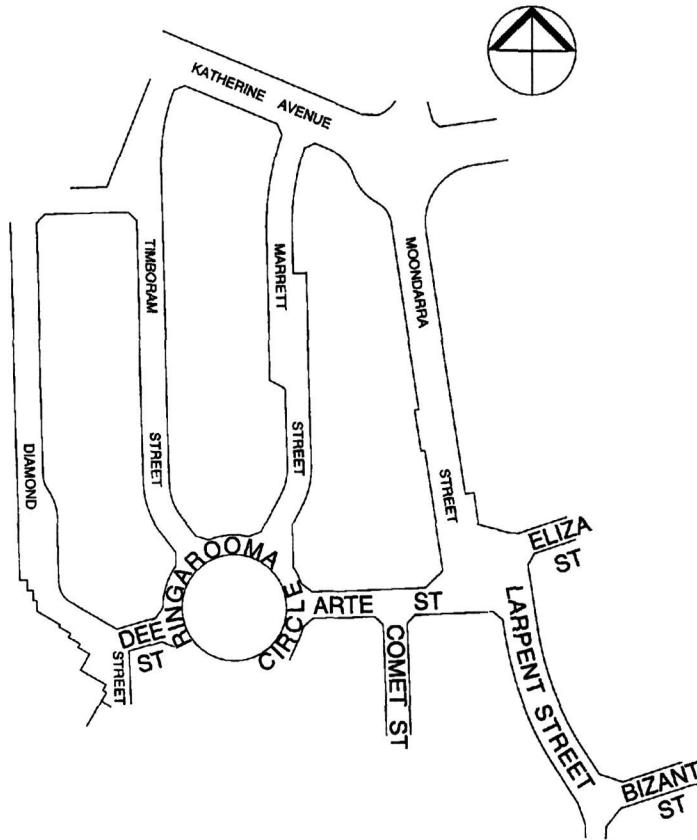 KATHERINE AVENUE
TIMBORAM
STREET
MARRETT
STREET
MOONDARRA
STREET
DIAMOND
STREET
RINGAROOMA
CIRCLE
DEE
ST
ARTE ST
COMET ST
ELIZA
ST
LARPENT STREET
BIZANT
ST